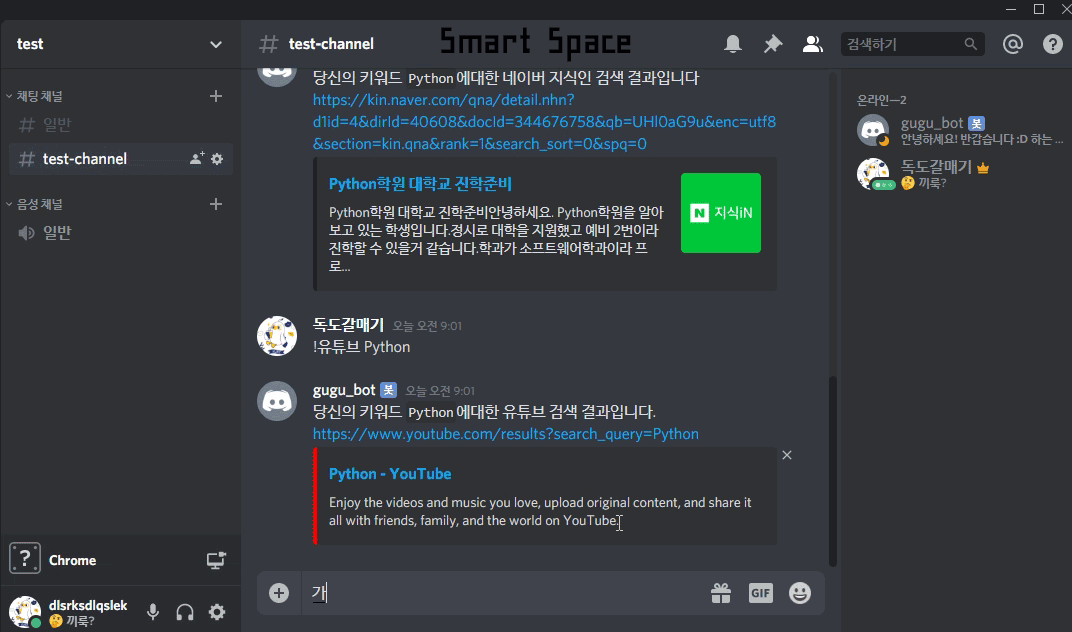 test
# test-channel
Smart Space
검색하기
채팅 채널
# 일반
# test-channel
음성 채널
일반
당신의 키워드 Python에대한 네이버 지식인 검색 결과입니다
https://kin.naver.com/qna/detail.nhn?
d1id=4&dirId=40608&docId=344676758&qb=UHl0aG9u&enc=utf8
&section=kin.qna&rank=1&search_sort=0&spq=0
Python학원 대학교 진학준비
Python학원 대학교 진학준비안녕하세요. Python학원을 알아
보고 있는 학생입니다.경시로 대학을 지원했고 예비 2번이라
진학할 수 있을거 같습니다.학과가 소프트웨어학과이라 프
로...
N 지식iN
독도갈매기 오늘 오전 9:01
!유튜브 Python
gugu_bot 봇 오늘 오전 9:01
당신의 키워드 Python에대한 유튜브 검색 결과입니다.
https://www.youtube.com/results?search_query=Python
Python - YouTube
Enjoy the videos and music you love, upload original content, and share it
all with friends, family, and the world on YouTube.
가
GIF
온라인—2
gugu_bot 봇
안녕하세요! 반갑습니다 :D 하는 ...
독도갈매기
끼룩?
? Chrome
dlsrksdlqslek
끼룩?